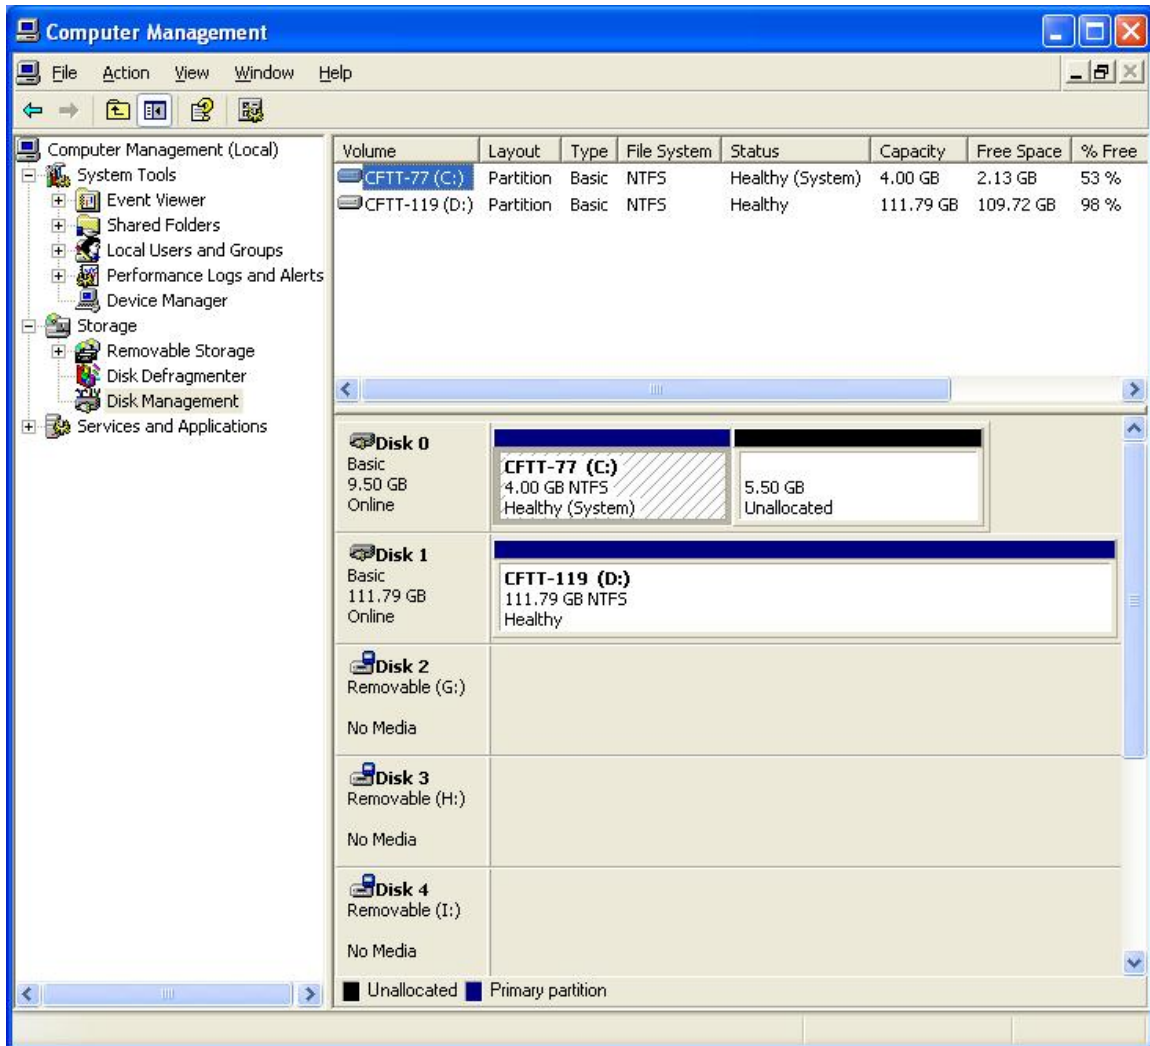 Computer Management
File Action View Window Help
Computer Management (Local)
System Tools
Event Viewer
Shared Folders
Local Users and Groups
Performance Logs and Alerts
Device Manager
Storage
Removable Storage
Disk Defragmenter
Disk Management
Services and Applications
Volume Layout Type File System Status Capacity Free Space % Free
CFTT-77 (C:) Partition Basic NTFS Healthy (System) 4.00 GB 2.13 GB 53 %
CFTT-119 (D:) Partition Basic NTFS Healthy 111.79 GB 109.72 GB 98 %
Disk 0
Basic
9.50 GB
Online
CFTT-77 (C:)
4.00 GB NTFS
Healthy (System)
5.50 GB
Unallocated
Disk 1
Basic
111.79 GB
Online
CFTT-119 (D:)
111.79 GB NTFS
Healthy
Disk 2
Removable (G:)
No Media
Disk 3
Removable (H:)
No Media
Disk 4
Removable (I:)
No Media
Unallocated Primary partition